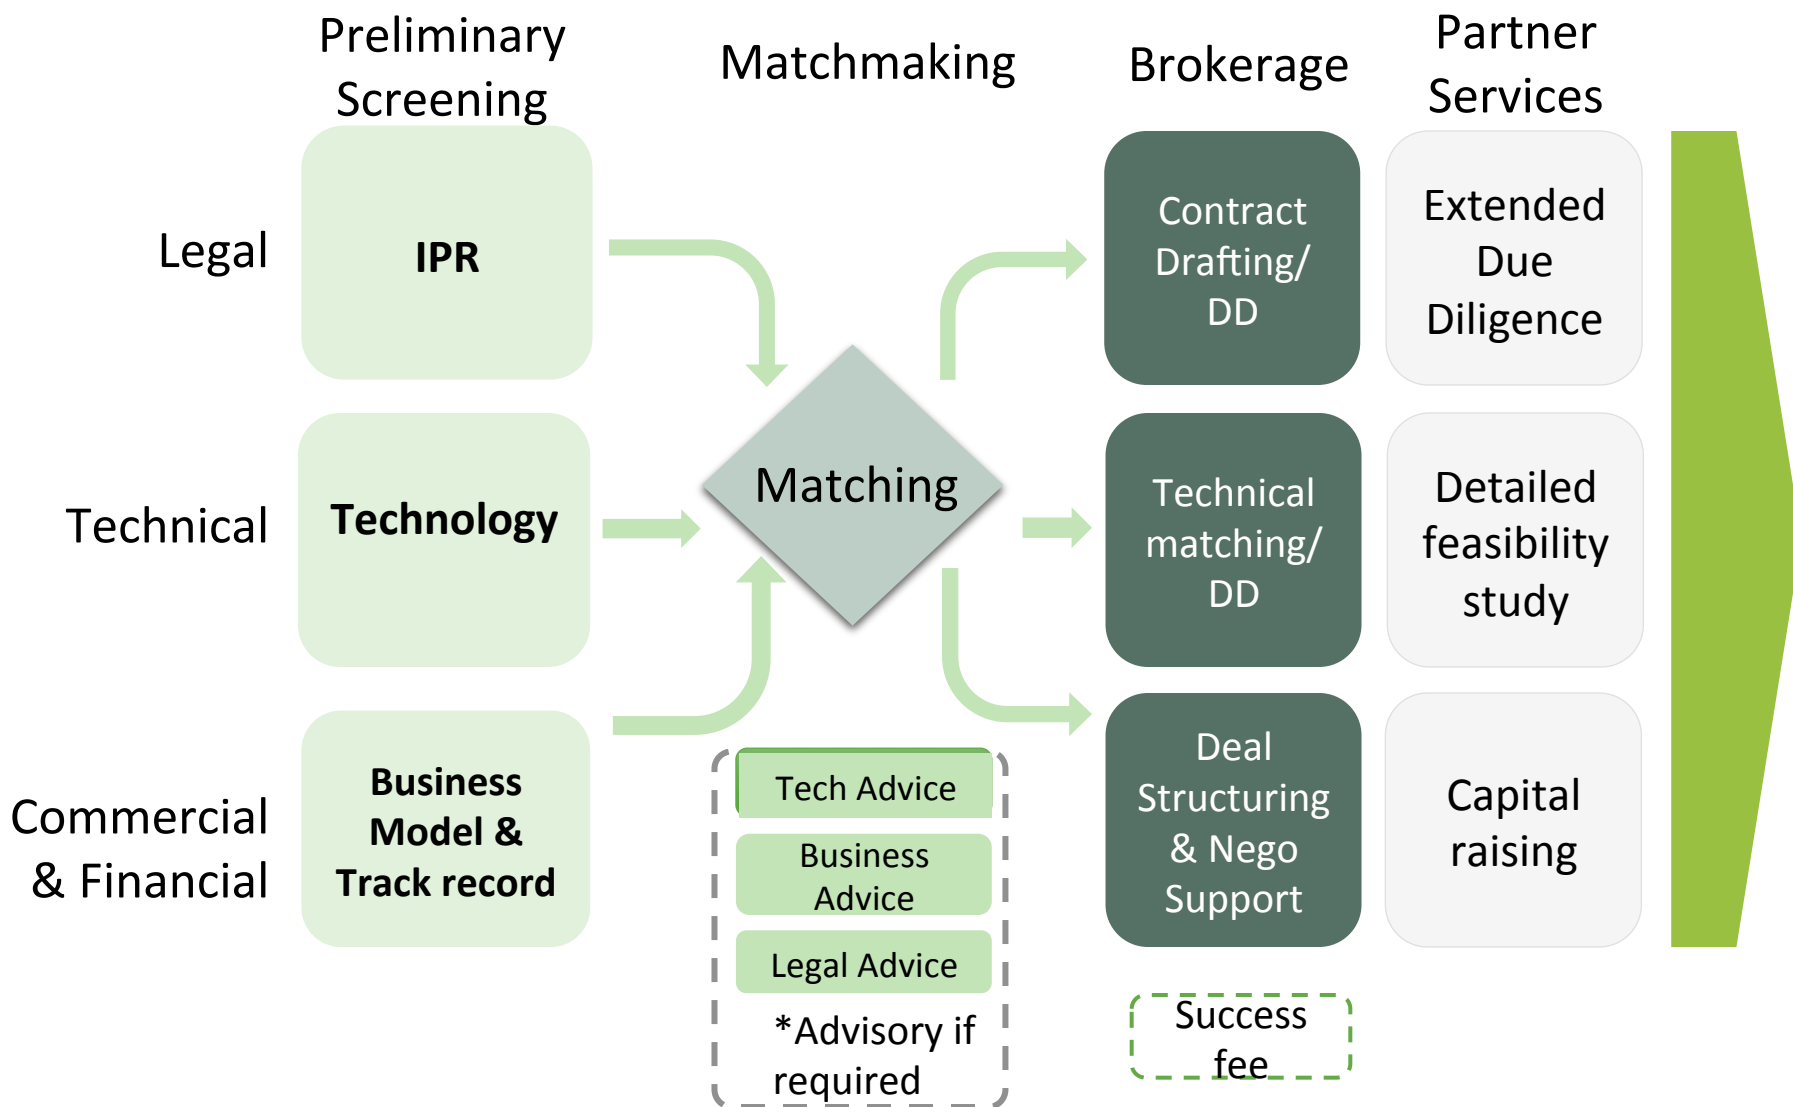 Preliminary
Screening
Matchmaking
Brokerage
Partner
Services
Legal
IPR
Contract
Drafting/
DD
Extended
Due
Diligence
Technical
Technology
Matching
Technical
matching/
DD
Detailed
feasibility
study
Commercial
& Financial
Business
Model &
Track record
Tech Advice
Business
Advice
Legal Advice
*Advisory if
required
Deal
Structuring
& Nego
Support
Capital
raising
Success
fee